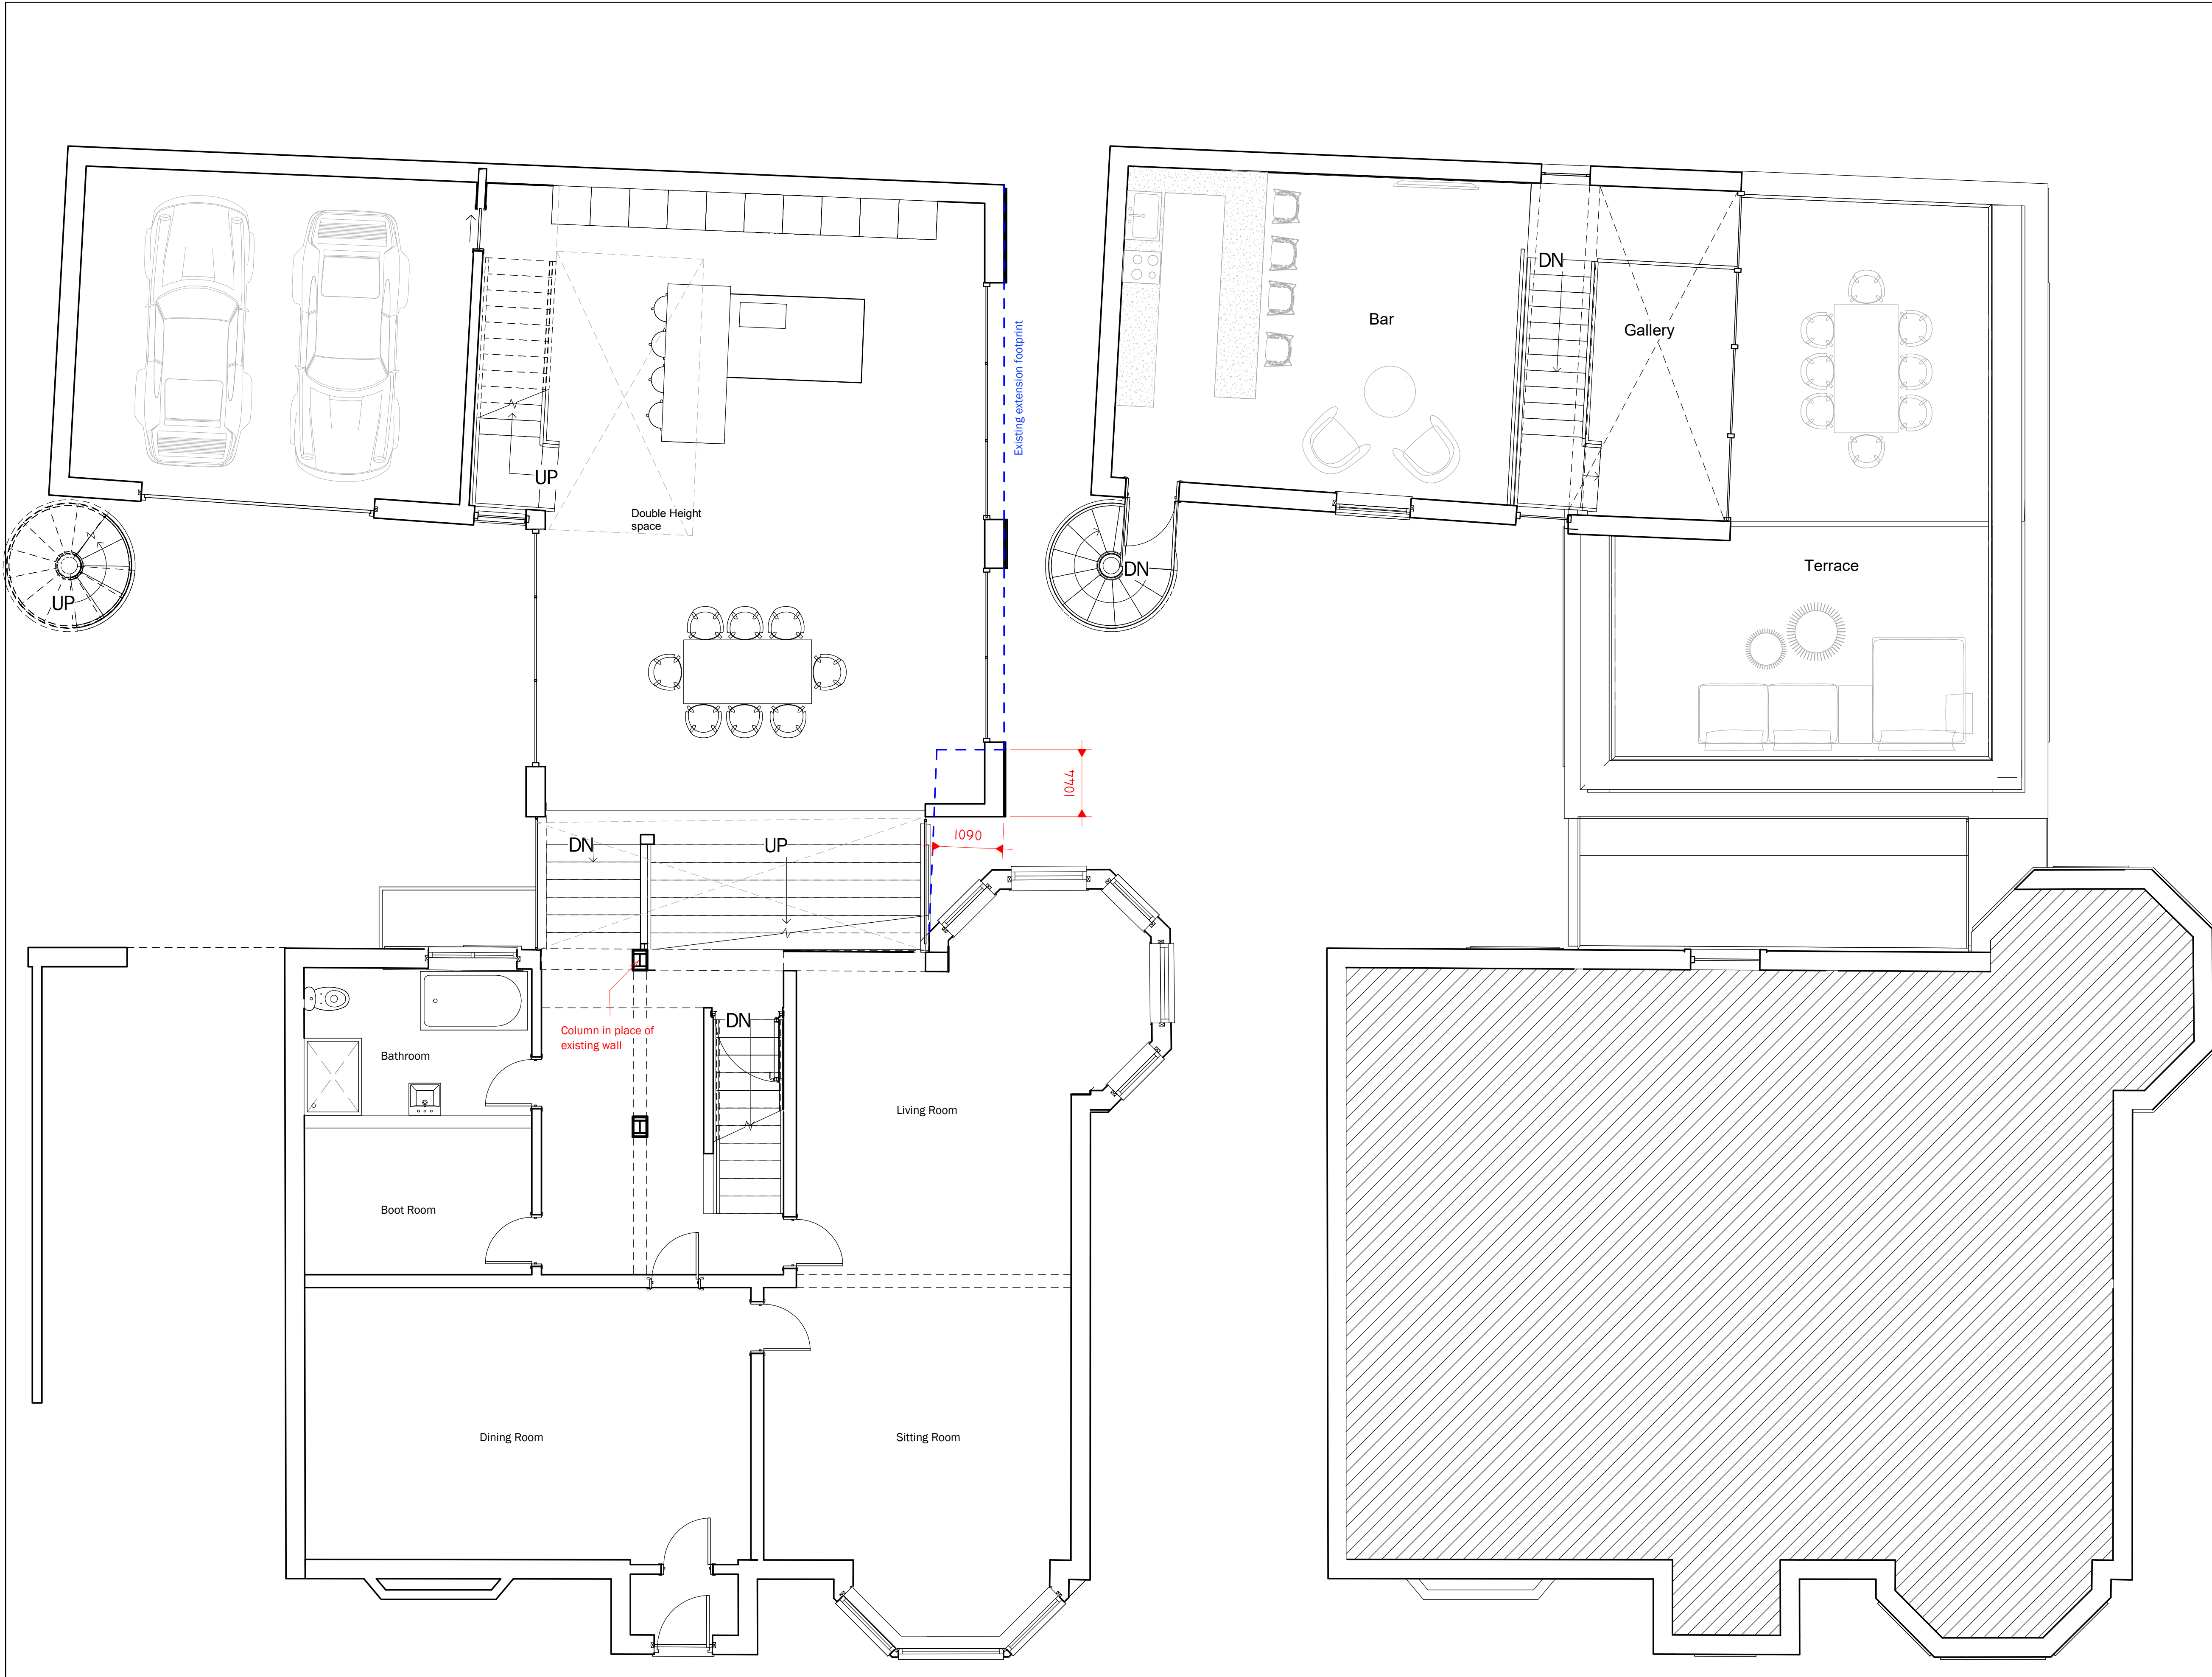 DN
Bar
Existing extension footprint
Gallery
UP
Double Height
space
Terrace
DN
UP
1044
1090
DN
UP
DN
Column in place of
existing wall
Bathroom
Living Room
Boot Room
Dining Room
Sitting Room